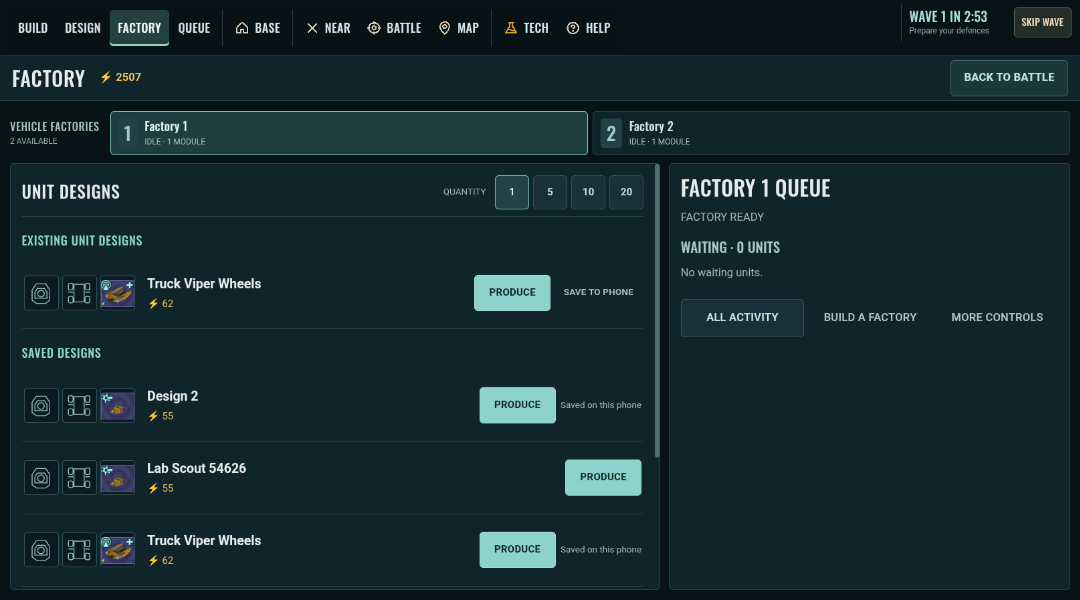 BUILD DESIGN FACTORY QUEUE BASE NEAR BATTLE MAP TECH HELP
WAVE 1 IN 2:53
Prepare your defences
SKIP WAVE
FACTORY ⚡ 2507
BACK TO BATTLE
VEHICLE FACTORIES
2 AVAILABLE
1
Factory 1
IDLE · 1 MODULE
2
Factory 2
IDLE · 1 MODULE
UNIT DESIGNS
QUANTITY 1 5 10 20
EXISTING UNIT DESIGNS
Truck Viper Wheels
⚡ 62
PRODUCE SAVE TO PHONE
SAVED DESIGNS
Design 2
⚡ 55
PRODUCE Saved on this phone
Lab Scout 54626
⚡ 55
PRODUCE
Truck Viper Wheels
⚡ 62
PRODUCE Saved on this phone
FACTORY 1 QUEUE
FACTORY READY
WAITING · 0 UNITS
No waiting units.
ALL ACTIVITY BUILD A FACTORY MORE CONTROLS